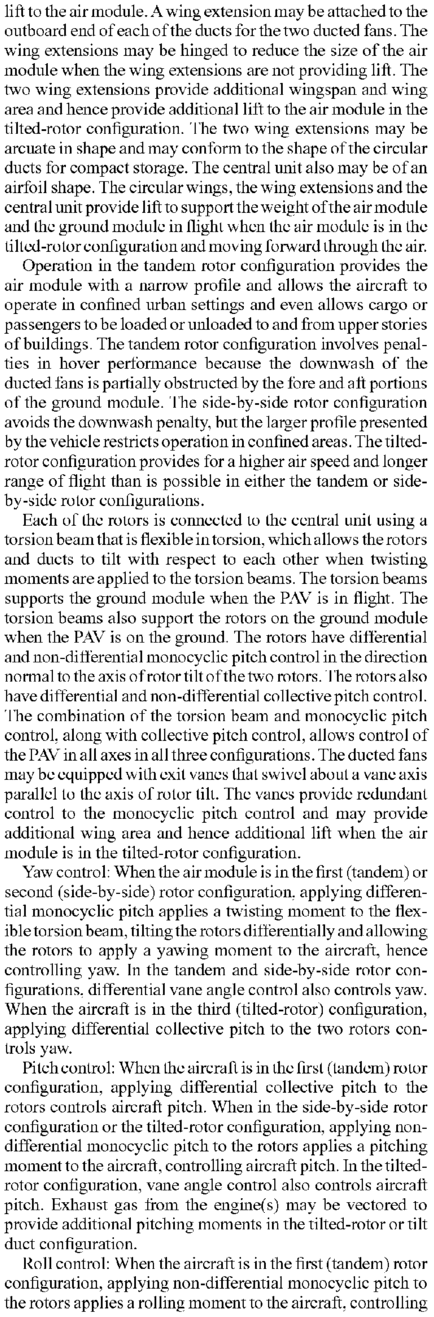 lift to the air module. A wing extension may be attached to the
outboard end of each of the ducts for the two ducted fans. The
wing extensions may be hinged to reduce the size of the air
module when the wing extensions are not providing lift. The
two wing extensions provide additional wingspan and wing
area and hence provide additional lift to the air module in the
tilted-rotor configuration. The two wing extensions may be
arcuate in shape and may conform to the shape of the circular
ducts for compact storage. The central unit also may be of an
airfoil shape. The circular wings, the wing extensions and the
central unit provide lift to support the weight of the air module
and the ground module in flight when the air module is in the
tilted-rotor configuration and moving forward through the air.
Operation in the tandem rotor configuration provides the
air module with a narrow profile and allows the aircraft to
operate in confined urban settings and even allows cargo or
passengers to be loaded or unloaded to and from upper stories
of buildings. The tandem rotor configuration involves penal-
ties in hover performance because the downwash of the
ducted fans is partially obstructed by the fore and aft portions
of the ground module. The side-by-side rotor configuration
avoids the downwash penalty, but the larger profile presented
by the vehicle restricts operation in confined areas. The tilted-
rotor configuration provides for a higher air speed and longer
range of flight than is possible in either the tandem or side-
by-side rotor configurations.
Each of the rotors is connected to the central unit using a
torsion beam that is flexible in torsion, which allows the rotors
and ducts to tilt with respect to each other when twisting
moments are applied to the torsion beams. The torsion beams
supports the ground module when the PAV is in flight. The
torsion beams also support the rotors on the ground module
when the PAV is on the ground. The rotors have differential
and non-differential monocyclic pitch control in the direction
normal to the axis of rotor tilt of the two rotors. The rotors also
have differential and non-differential collective pitch control.
The combination of the torsion beam and monocyclic pitch
control, along with collective pitch control, allows control of
the PAV in all axes in all three configurations. The ducted fans
may be equipped with exit vanes that swivel about a vane axis
parallel to the axis of rotor tilt. The vanes provide redundant
control to the monocyclic pitch control and may provide
additional wing area and hence additional lift when the air
module is in the tilted-rotor configuration.
Yaw control: When the air module is in the first (tandem) or
second (side-by-side) rotor configuration, applying differen-
tial monocyclic pitch applies a twisting moment to the flex-
ible torsion beam, tilting the rotors differentially and allowing
the rotors to apply a yawing moment to the aircraft, hence
controlling yaw. In the tandem and side-by-side rotor con-
figurations, differential vane angle control also controls yaw.
When the aircraft is in the third (tilted-rotor) configuration,
applying differential collective pitch to the two rotors con-
trols yaw.
Pitch control: When the aircraft is in the first (tandem) rotor
configuration, applying differential collective pitch to the
rotors controls aircraft pitch. When in the side-by-side rotor
configuration or the tilted-rotor configuration, applying non-
differential monocyclic pitch to the rotors applies a pitching
moment to the aircraft, controlling aircraft pitch. In the tilted-
rotor configuration, vane angle control also controls aircraft
pitch. Exhaust gas from the engine(s) may be vectored to
provide additional pitching moments in the tilted-rotor or tilt
duct configuration.
Roll control: When the aircraft is in the first (tandem) rotor
configuration, applying non-differential monocyclic pitch to
the rotors applies a rolling moment to the aircraft, controlling